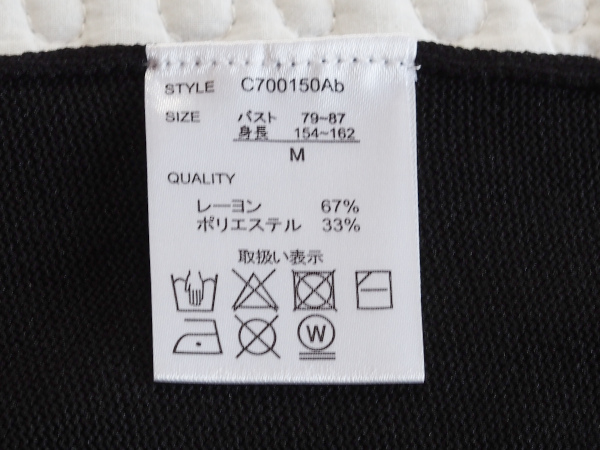 STYLE C700150Ab
SIZE バスト 79~87
身長 154~162
M
QUALITY
レーヨン 67%
ポリエステル 33%
取扱い表示
W